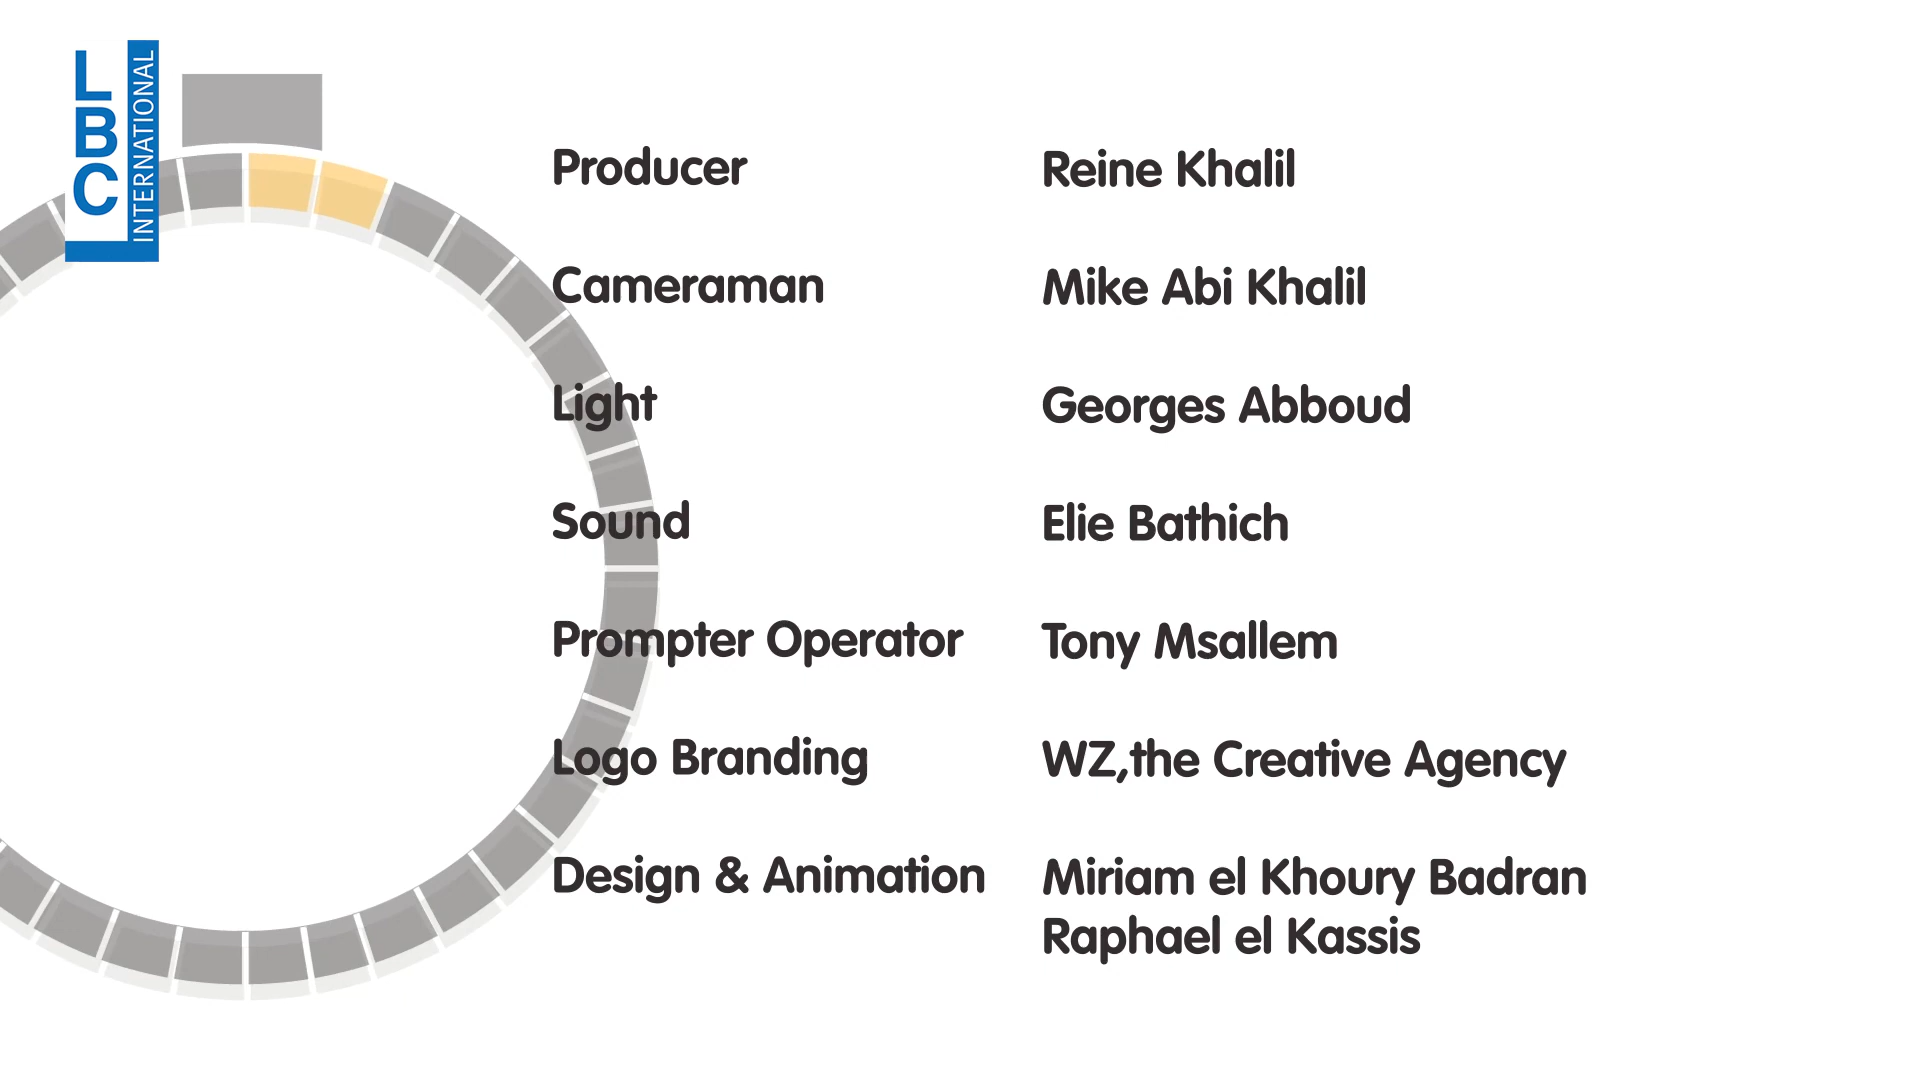 LBC
INTERNATIONAL
Producer Reine Khalil
Cameraman Mike Abi Khalil
Light Georges Abboud
Sound Elie Bathich
Prompter Operator Tony Msallem
Logo Branding WZ,the Creative Agency
Design & Animation Miriam el Khoury Badran
Raphael el Kassis